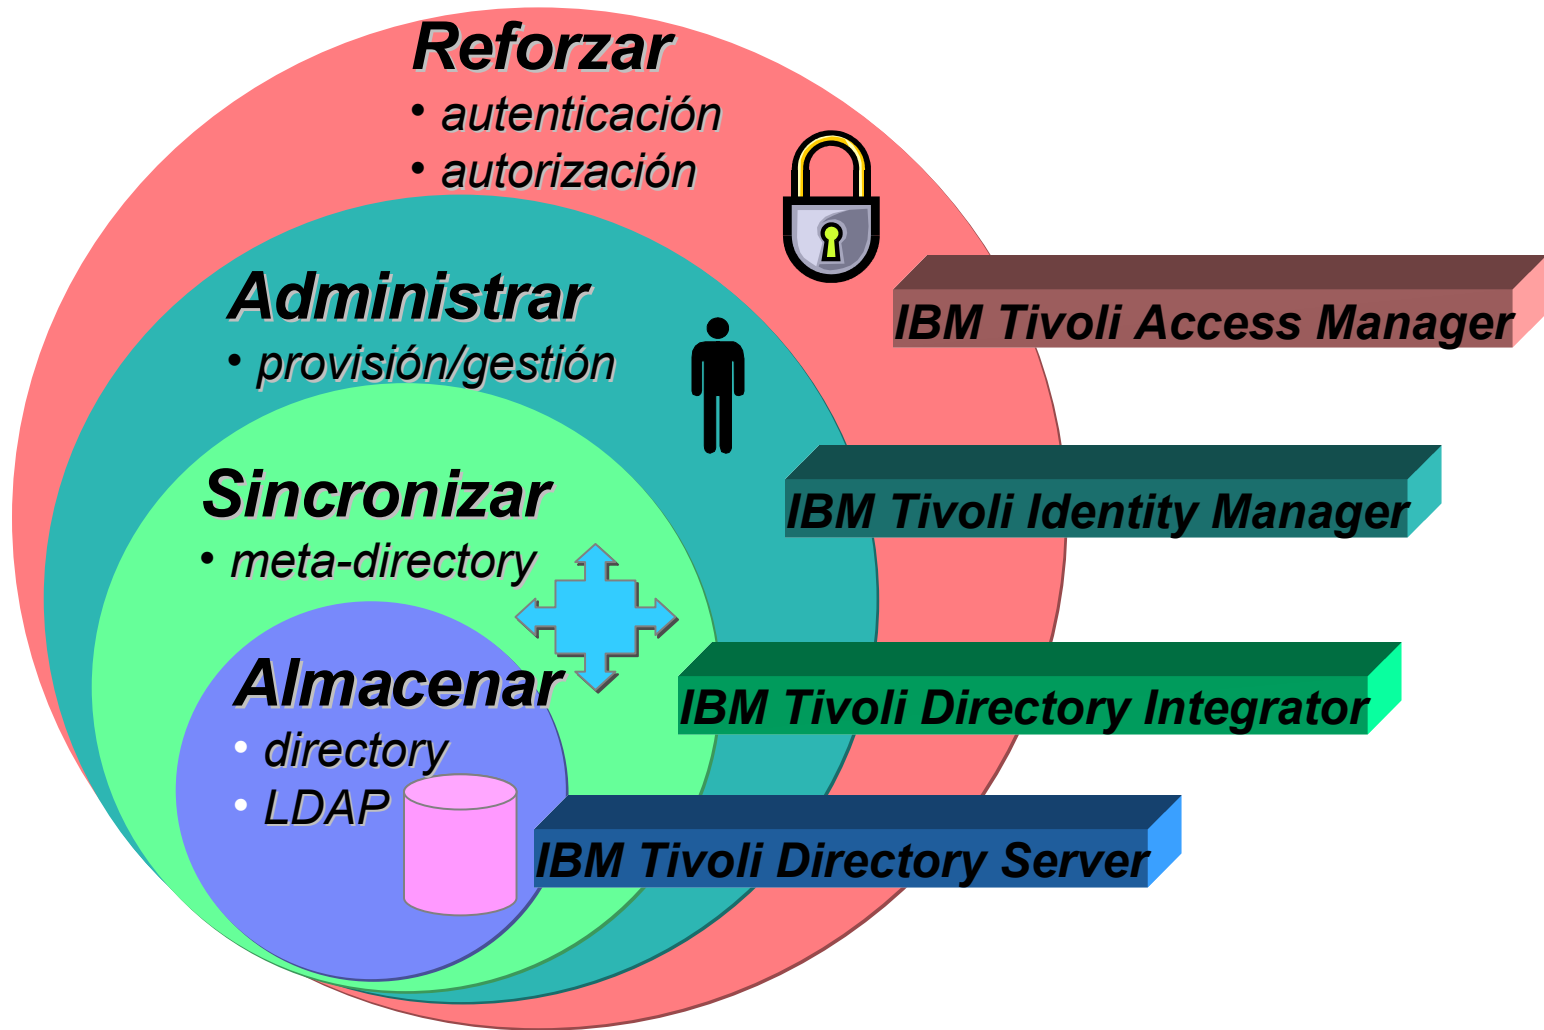 Reforzar
• autenticación
• autorización
IBM Tivoli Access Manager
Administrar
• provisión/gestión
IBM Tivoli Identity Manager
Sincronizar
• meta-directory
IBM Tivoli Directory Integrator
Almacenar
• directory
• LDAP
IBM Tivoli Directory Server